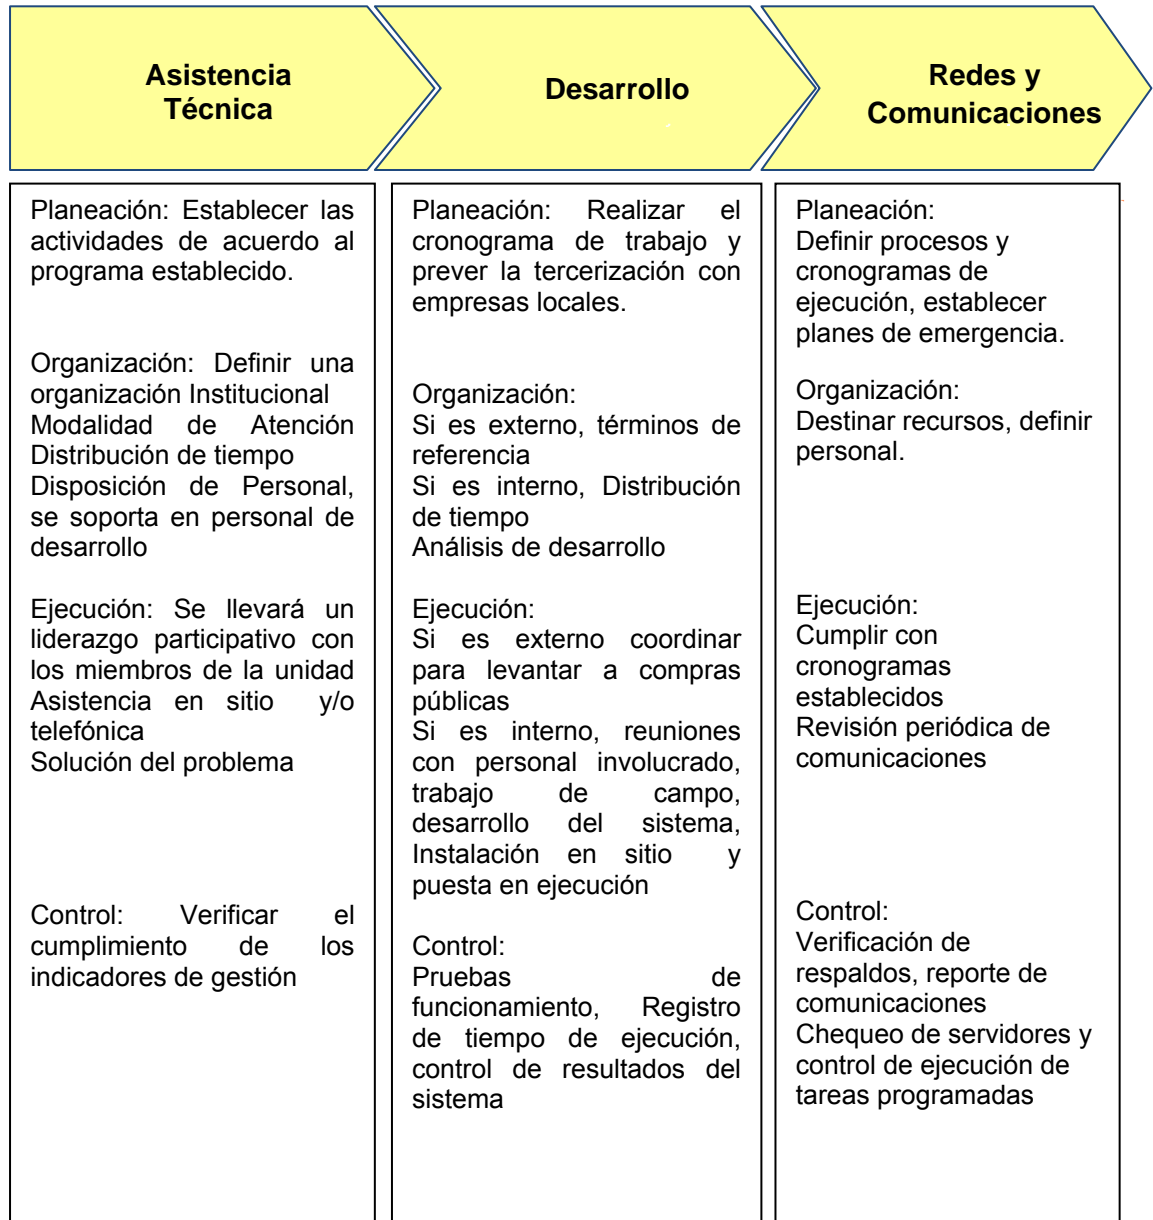 Asistencia
Técnica
Desarrollo
Redes y
Comunicaciones
Planeación: Establecer las
actividades de acuerdo al
programa establecido.
Organización: Definir una
organización Institucional
Modalidad de Atención
Distribución de tiempo
Disposición de Personal,
se soporta en personal de
desarrollo
Ejecución: Se llevará un
liderazgo participativo con
los miembros de la unidad
Asistencia en sitio y/o
telefónica
Solución del problema
Control: Verificar el
cumplimiento de los
indicadores de gestión
Planeación: Realizar el
cronograma de trabajo y
prever la tercerización con
empresas locales.
Organización:
Si es externo, términos de
referencia
Si es interno, Distribución
de tiempo
Análisis de desarrollo
Ejecución:
Si es externo coordinar
para levantar a compras
públicas
Si es interno, reuniones
con personal involucrado,
trabajo de campo,
desarrollo del sistema,
Instalación en sitio y
puesta en ejecución
Control:
Pruebas de
funcionamiento, Registro
de tiempo de ejecución,
control de resultados del
sistema
Planeación:
Definir procesos y
cronogramas de
ejecución, establecer
planes de emergencia.
Organización:
Destinar recursos, definir
personal.
Ejecución:
Cumplir con
cronogramas
establecidos
Revisión periódica de
comunicaciones
Control:
Verificación de
respaldos, reporte de
comunicaciones
Chequeo de servidores y
control de ejecución de
tareas programadas